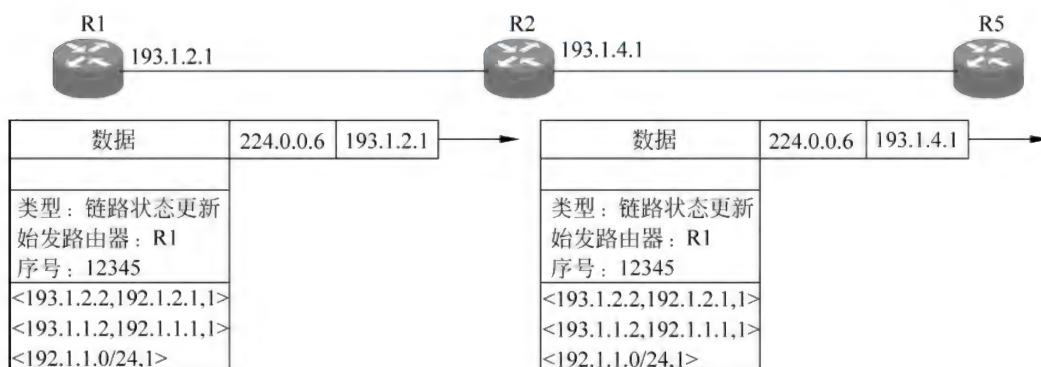 R1 R2 R5
193.1.2.1 193.1.4.1
数据 224.0.0.6 193.1.2.1
类型：链路状态更新
始发路由器：R1
序号：12345
<193.1.2.2,192.1.2.1,1>
<193.1.1.2,192.1.1.1,1>
<192.1.1.0/24,1>
数据 224.0.0.6 193.1.4.1
类型：链路状态更新
始发路由器：R1
序号：12345
<193.1.2.2,192.1.2.1,1>
<193.1.1.2,192.1.1.1,1>
<192.1.1.0/24,1>